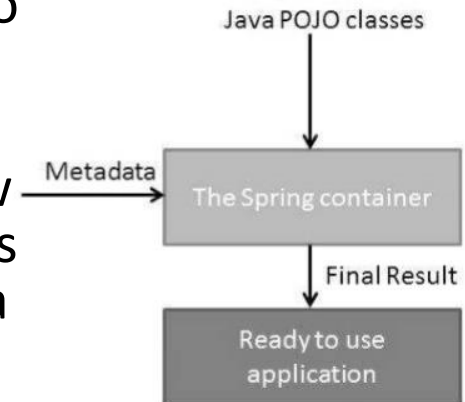 Java POJO classes
Metadata
The Spring container
Final Result
Ready to use
application